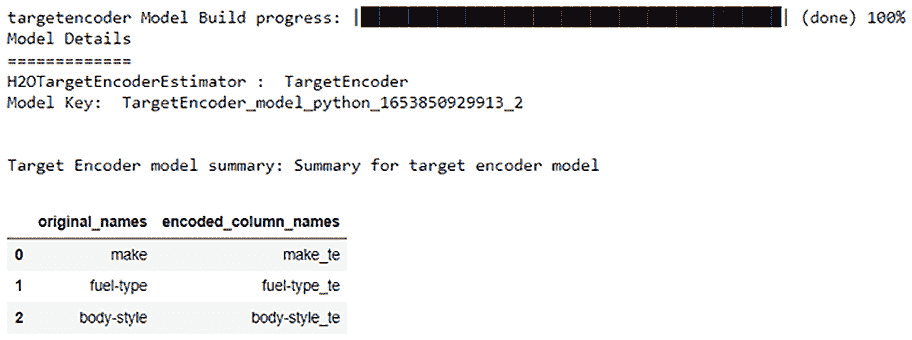 targetencoder Model Build progress: | | (done) 100%
Model Details
=============
H2OTargetEncoderEstimator :  TargetEncoder
Model Key:  TargetEncoder_model_python_1653850929913_2
Target Encoder model summary: Summary for target encoder model
original_names encoded_column_names
0 make make_te
1 fuel-type fuel-type_te
2 body-style body-style_te